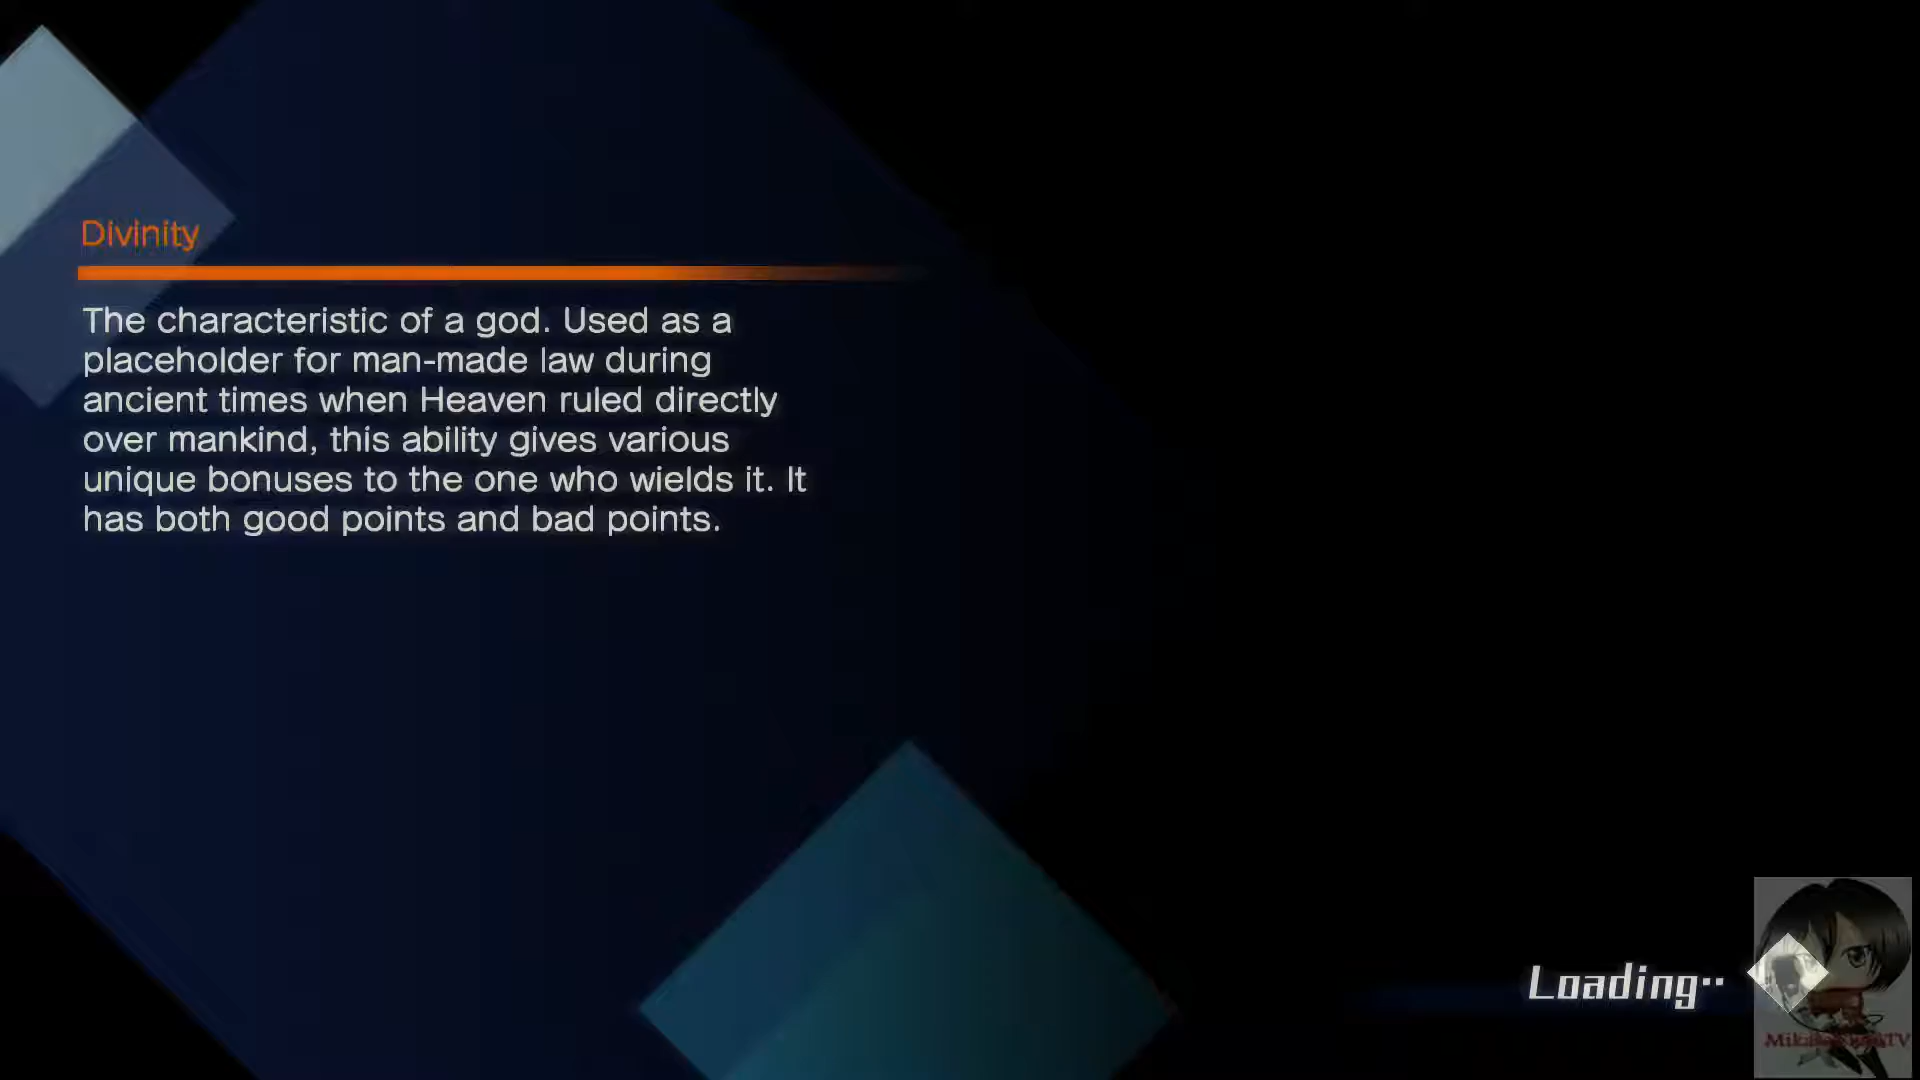 Divinity
The characteristic of a god. Used as a
placeholder for man-made law during
ancient times when Heaven ruled directly
over mankind, this ability gives various
unique bonuses to the one who wields it. It
has both good points and bad points.
Loading··